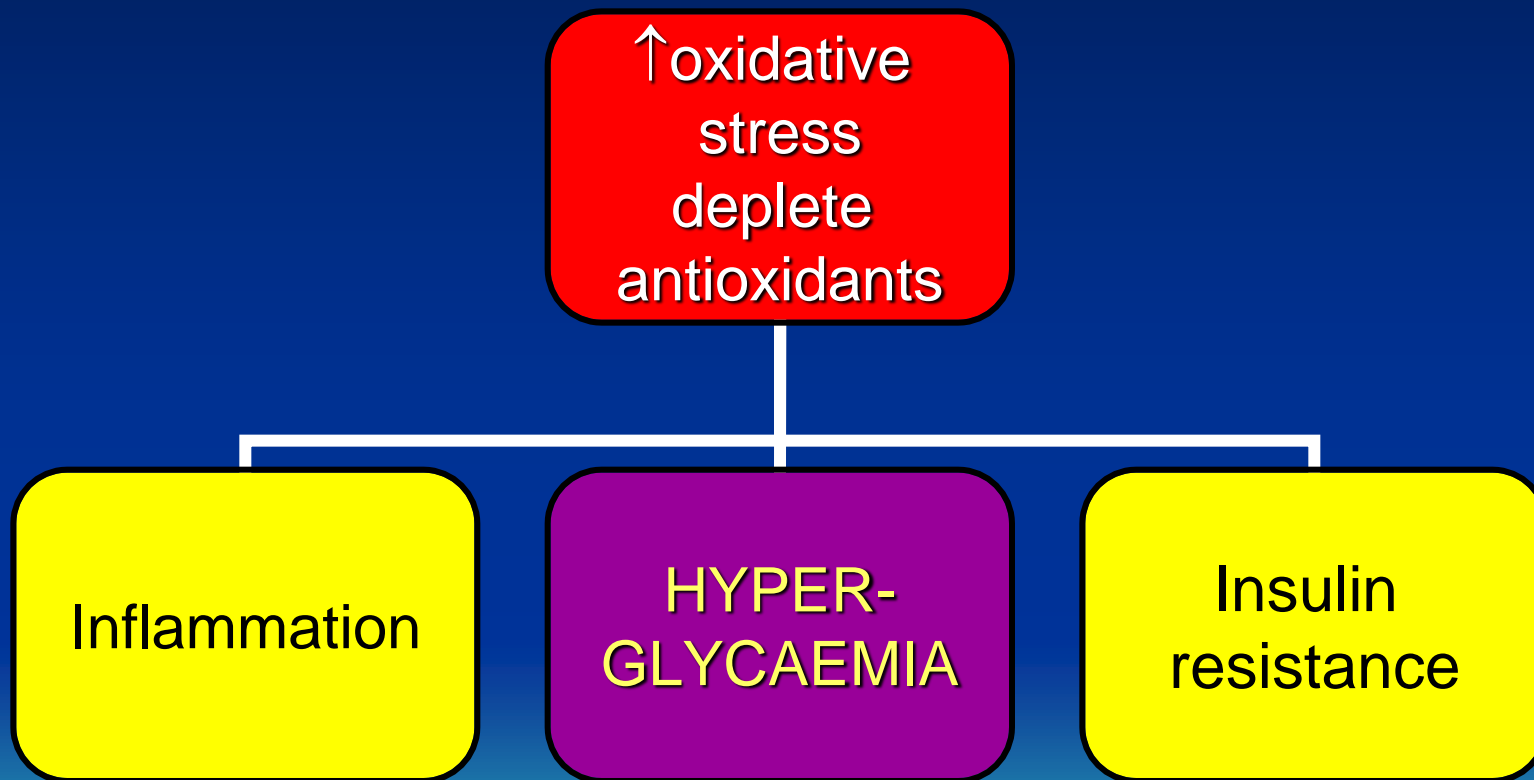 ↑oxidative
stress
deplete
antioxidants
Inflammation
HYPER-
GLYCAEMIA
Insulin
resistance